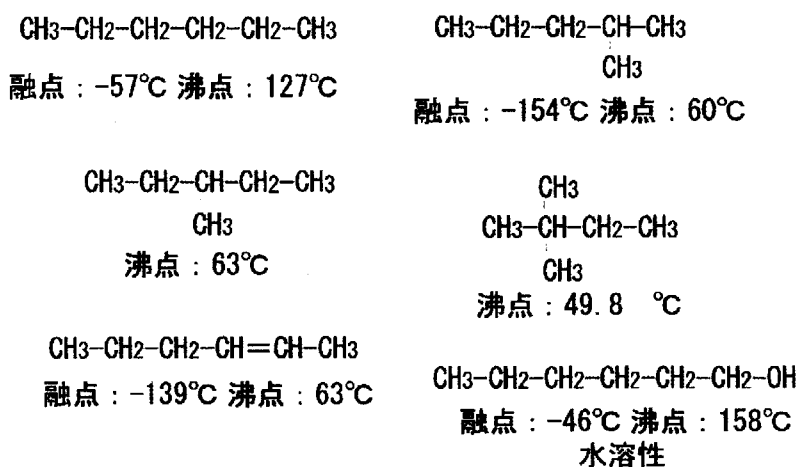 CH3-CH2-CH2-CH2-CH2-CH3
融点:-57℃ 沸点:127℃
CH3-CH2-CH2-CH-CH3
CH3
融点:-154℃ 沸点:60℃
CH3-CH2-CH-CH2-CH3
CH3
沸点:63℃
CH3
CH3-CH-CH2-CH3
CH3
沸点:49.8 ℃
CH3-CH2-CH2-CH=CH-CH3
融点:-139℃ 沸点:63℃
CH3-CH2-CH2-CH2-CH2-CH2-OH
融点:-46℃ 沸点:158℃
水溶性